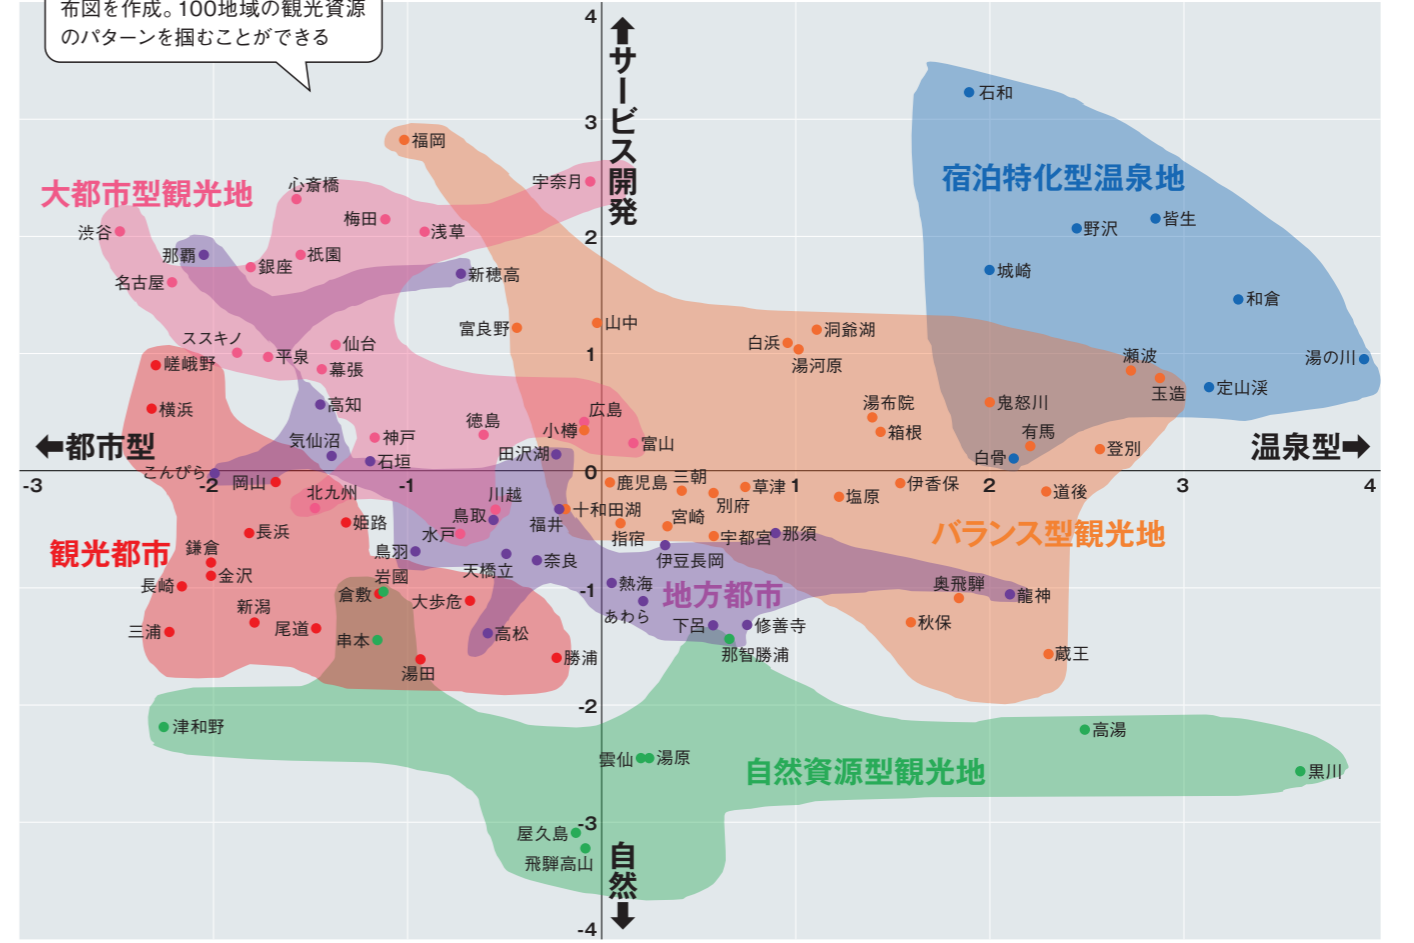 布図を作成。100地域の観光資源
のパターンを掴むことができる
4
サービス開発
福岡
3
石和
大都市型観光地
心斎橋
宇奈月
宿泊特化型温泉地
渋谷
梅田
浅草
2
野沢
皆生
那覇
銀座
祇園
新穂高
城崎
名古屋
和倉
富良野
山中
白浜
洞爺湖
湯河原
ススキノ
平泉
仙台
1
瀬波
湯の川
嵯峨野
幕張
玉造
定山渓
横浜
高知
徳島
広島
湯布院
鬼怒川
都市型
気仙沼
神戸
小樽
富山
箱根
有馬
登別
温泉型
石垣
田沢湖
白骨
こんぴら
岡山
0
-3
-2
-1
1
2
3
4
北九州
川越
鹿児島
三朝
草津
別府
塩原
伊香保
道後
姫路
鳥取
福井
十和田湖
長浜
水戸
指宿
宮崎
宇都宮
那須
バランス型観光地
観光都市
鎌倉
鳥羽
天橋立
奈良
伊豆長岡
金沢
岩國
長崎
倉敷
大歩危
-1
熱海
地方都市
奥飛騨
龍神
新潟
あわら
三浦
尾道
串本
高松
下呂
修善寺
秋保
湯田
勝浦
那智勝浦
蔵王
-2
津和野
高湯
雲仙
湯原
自然資源型観光地
黒川
-3
屋久島
飛騨高山
自然
-4